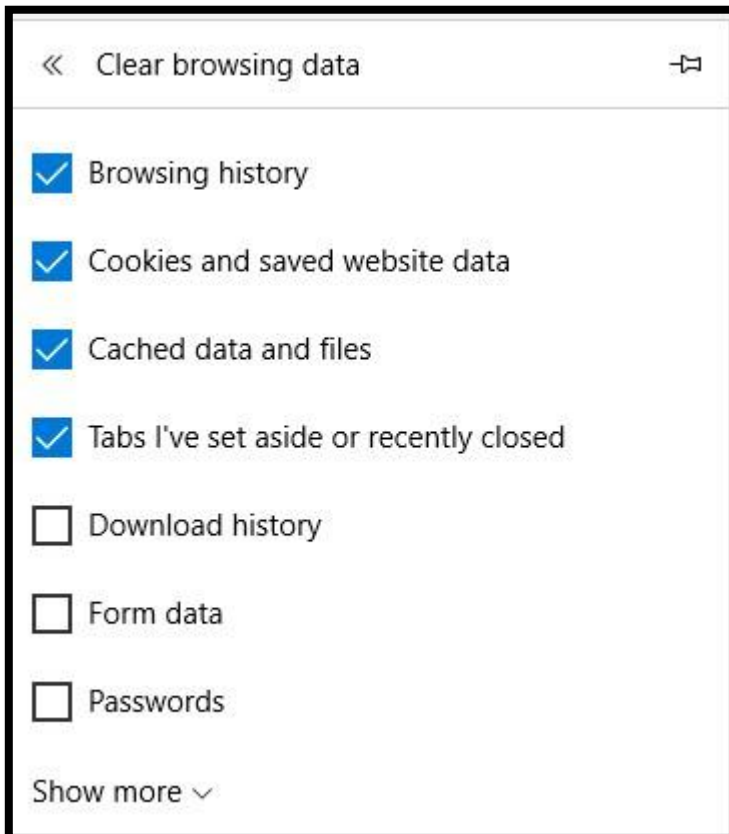 Clear browsing data
Browsing history
Cookies and saved website data
Cached data and files
Tabs I've set aside or recently closed
Download history
Form data
Passwords
Show more